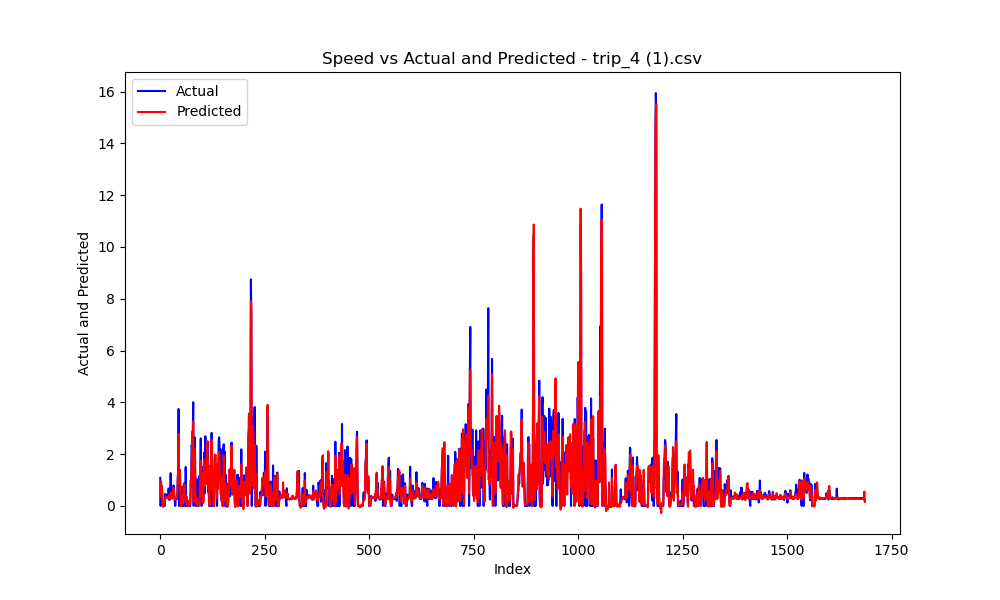 Speed vs Actual and Predicted - trip_4 (1).csv
Actual
Predicted
Actual and Predicted
16
14
12
10
8
6
4
2
0
0 250 500 750 1000 1250 1500 1750
Index